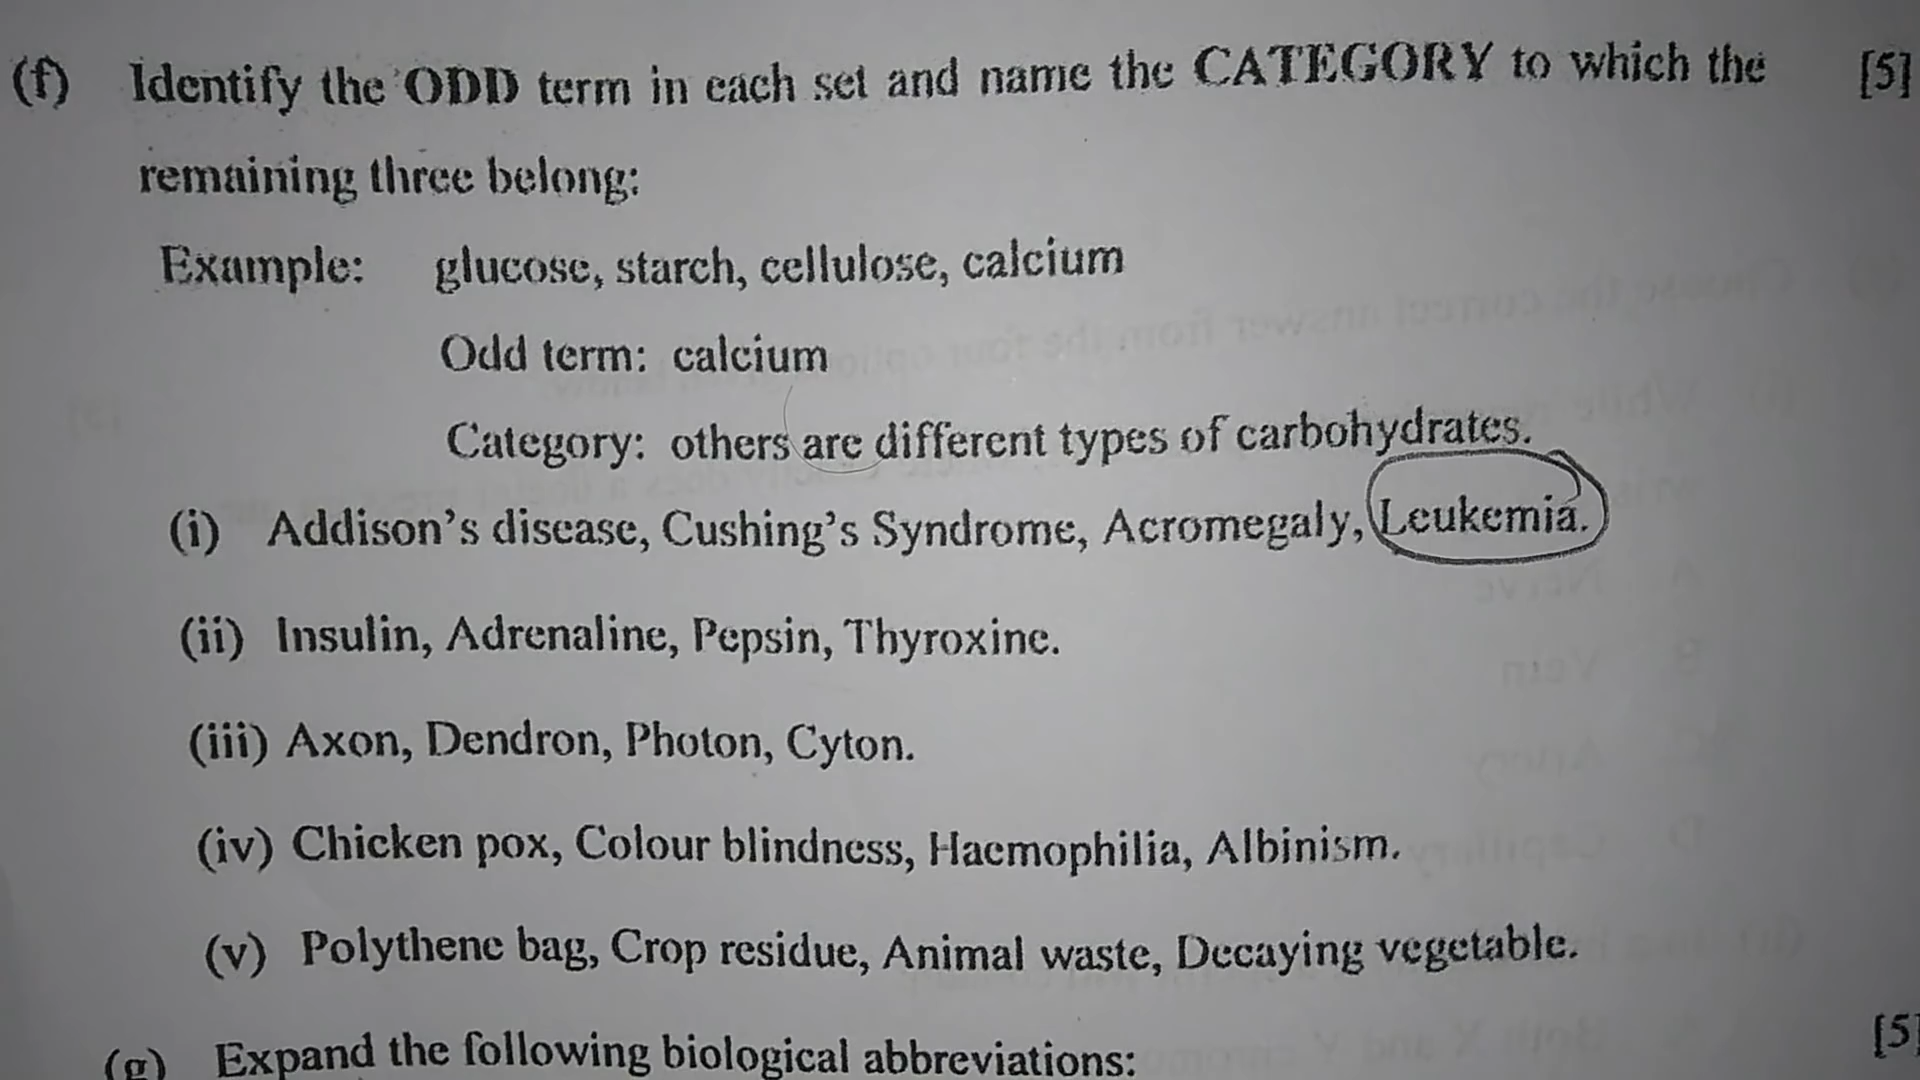 (f) Identify the ODD term in each set and name the CATEGORY to which the [5]
remaining three belong:
Example: glucose, starch, cellulose, calcium
Odd term: calcium
Category: others are different types of carbohydrates.
(i) Addison's disease, Cushing's Syndrome, Acromegaly, Leukemia.
(ii) Insulin, Adrenaline, Pepsin, Thyroxine.
(iii) Axon, Dendron, Photon, Cyton.
(iv) Chicken pox, Colour blindness, Haemophilia, Albinism.
(v) Polythene bag, Crop residue, Animal waste, Decaying vegetable.
(g) Expand the following biological abbreviations: [5]